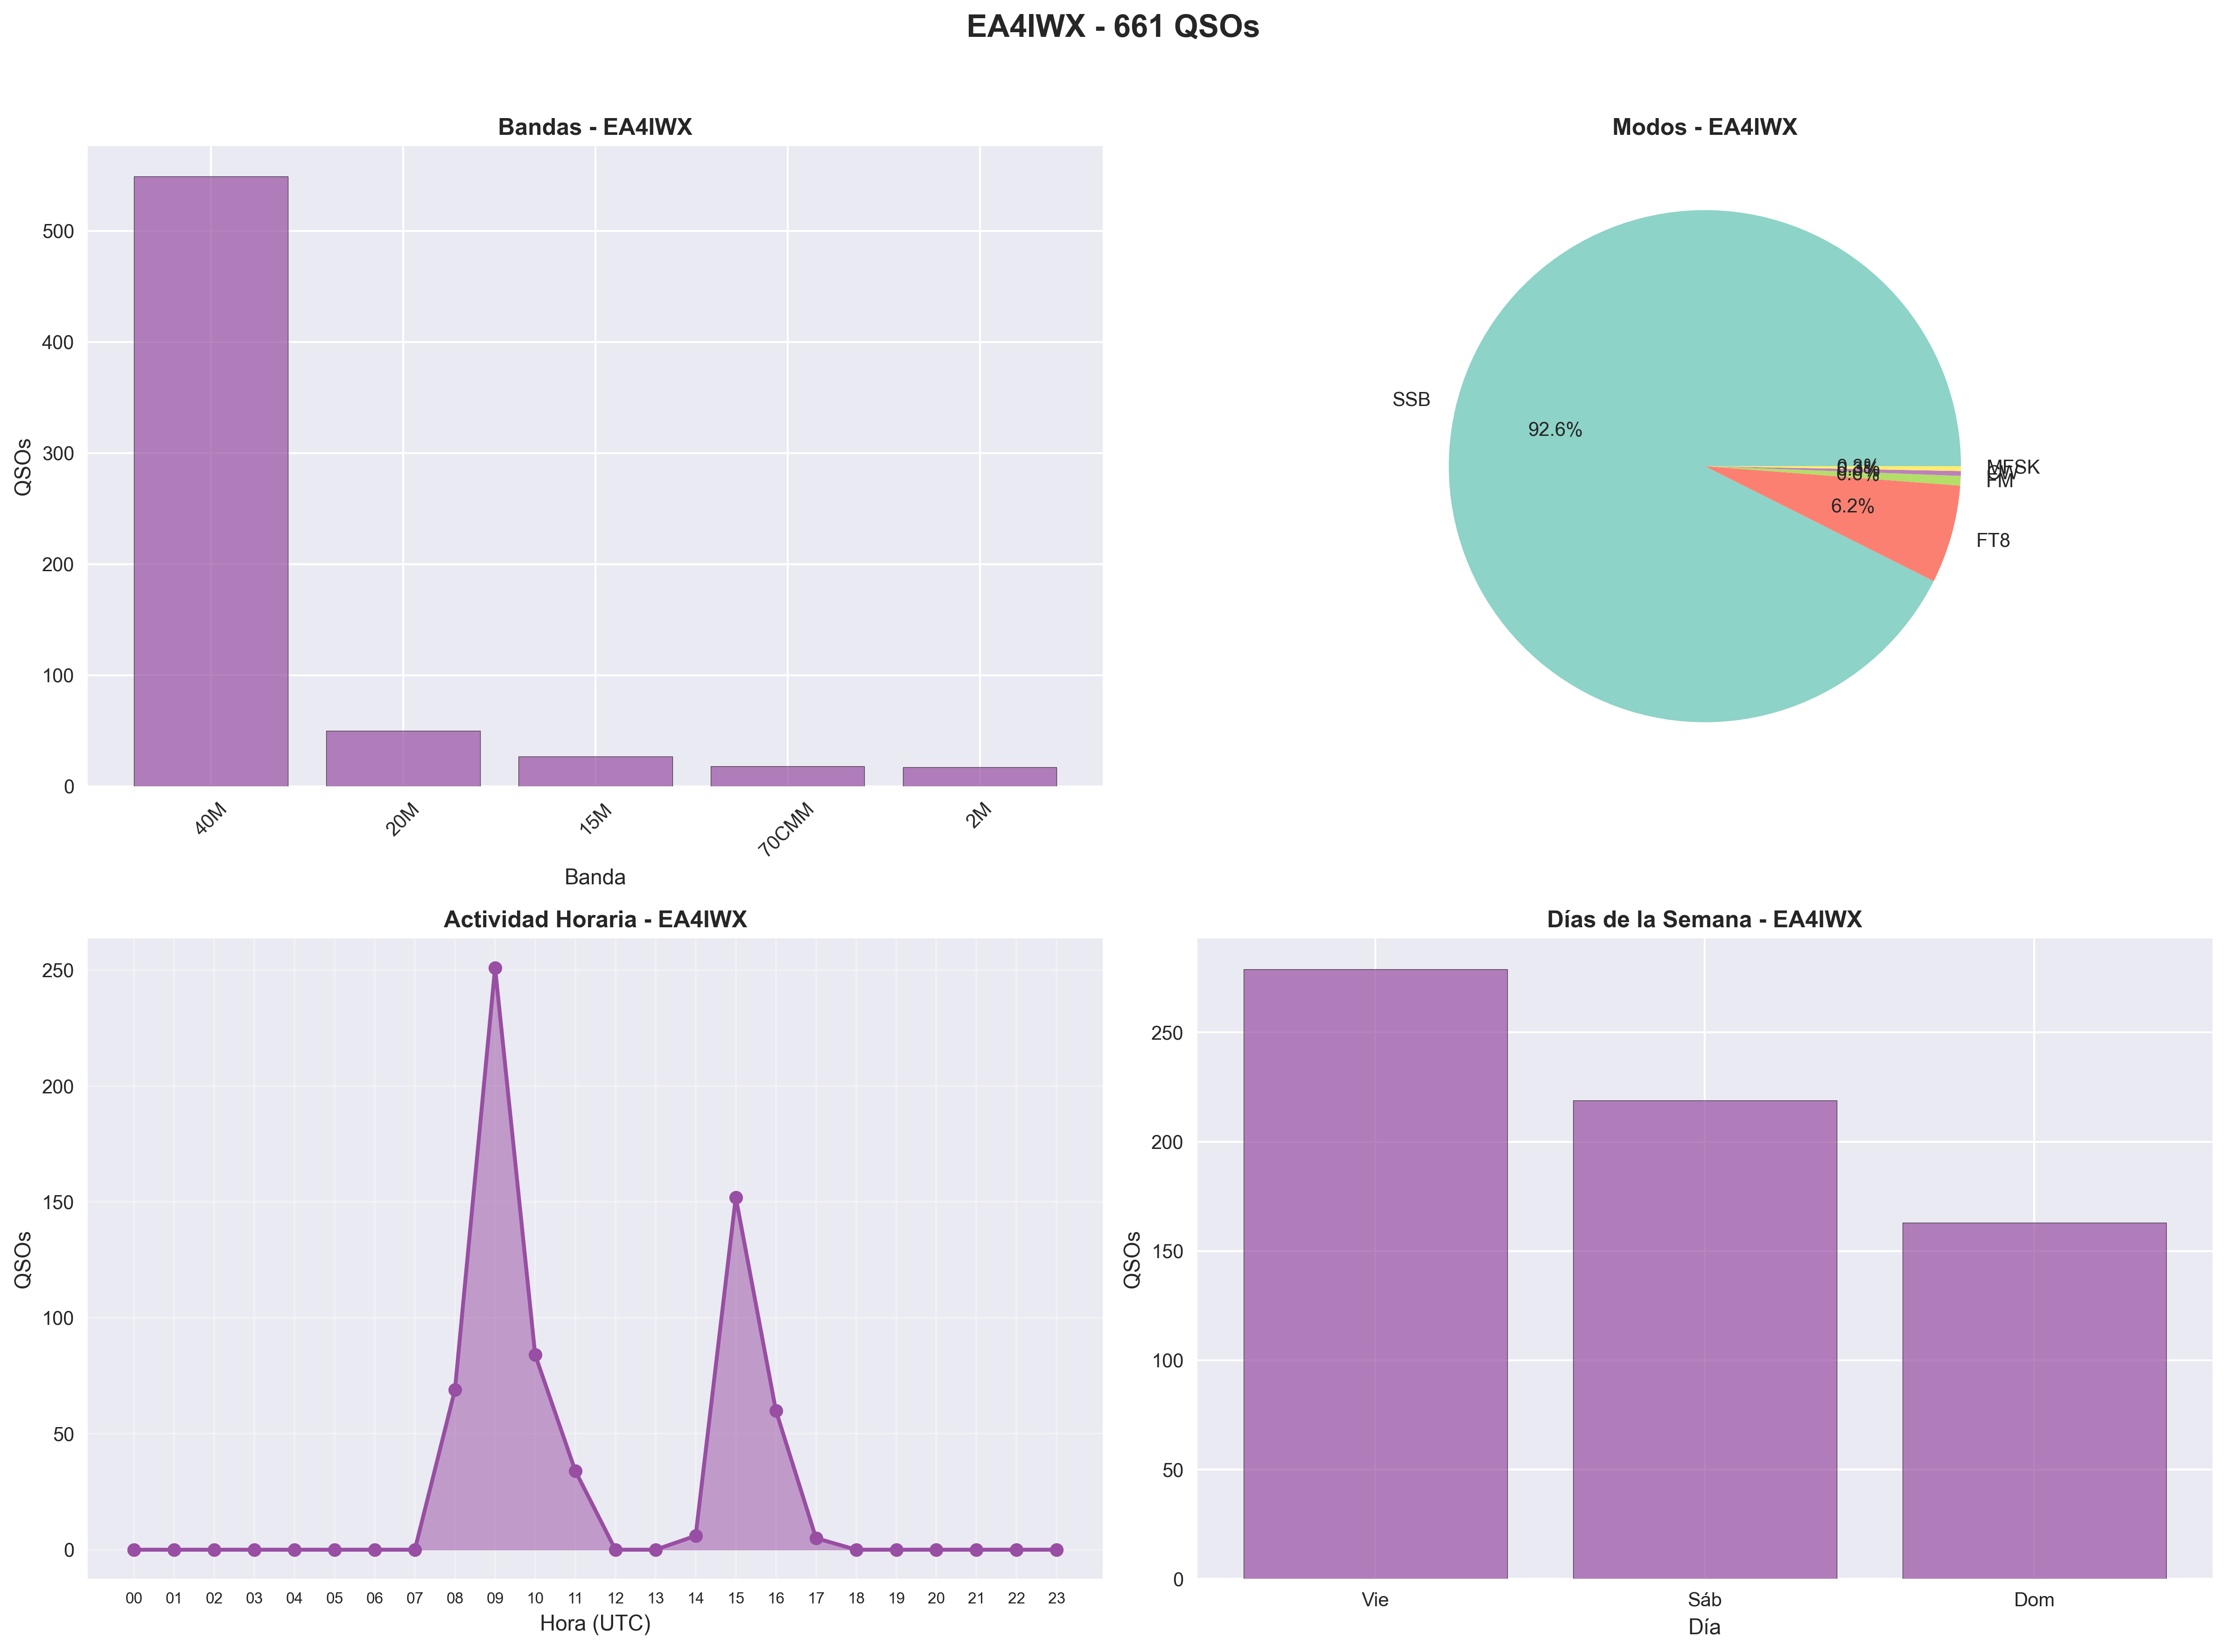 EA4IWX - 661 QSOs
Bandas - EA4IWX
QSOs
500
400
300
200
100
0
40M
20M
15M
70CMM
2M
Banda
Modos - EA4IWX
SSB
92.6%
6.2%
FT8
MFSK
FM
Actividad Horaria - EA4IWX
QSOs
250
200
150
100
50
0
00 01 02 03 04 05 06 07 08 09 10 11 12 13 14 15 16 17 18 19 20 21 22 23
Hora (UTC)
Días de la Semana - EA4IWX
QSOs
250
200
150
100
50
0
Vie
Sáb
Dom
Día